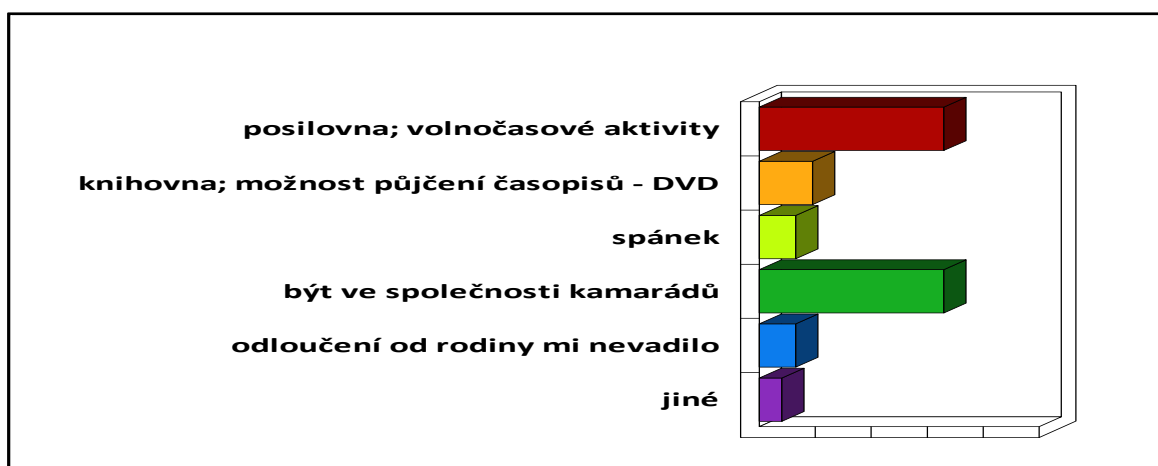 posilovna; volnočasové aktivity
knihovna; možnost půjčení časopisů - DVD
spánek
být ve společnosti kamarádů
odloučení od rodiny mi nevadilo
jiné